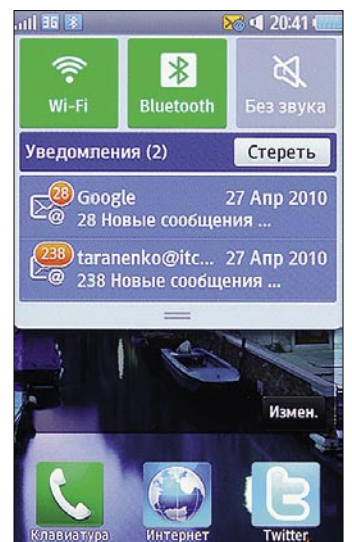 3G 20:41
Wi-Fi Bluetooth Без звука
Уведомления (2) Стереть
28 Google 27 Апр 2010
28 Новые сообщения ...
238 taranenko@itc... 27 Апр 2010
238 Новые сообщения ...
Измен.
Клавиатура Интернет Twitter